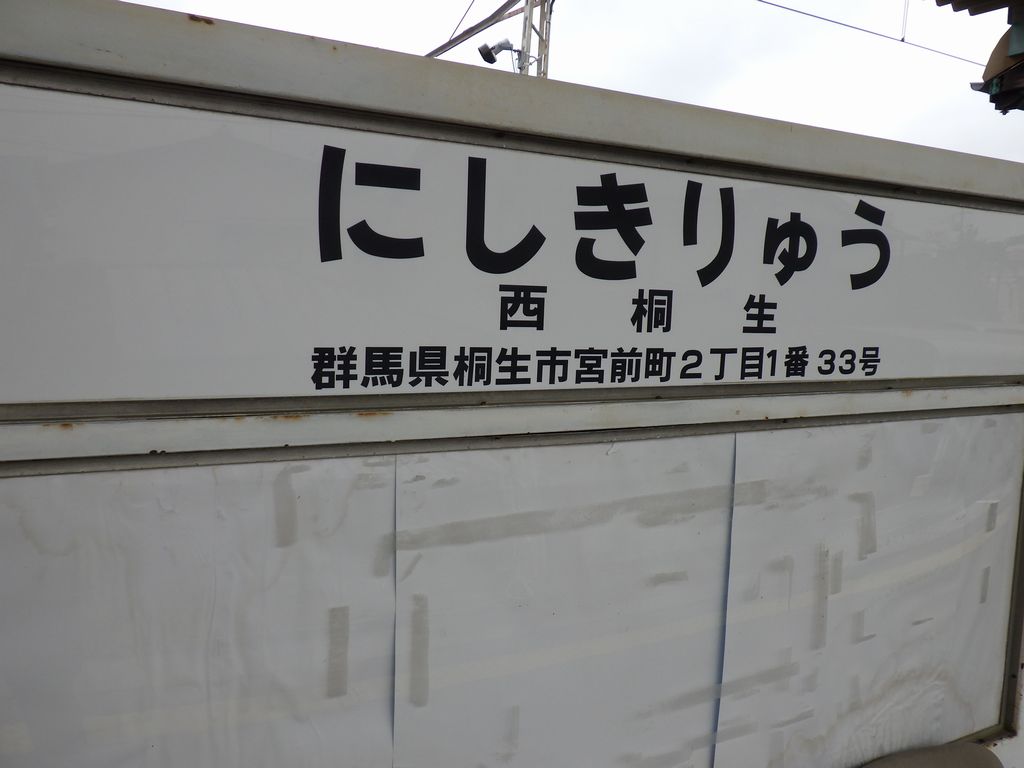 にしきりゅう
西 桐 生
群馬県桐生市宮前町2丁目1番33号